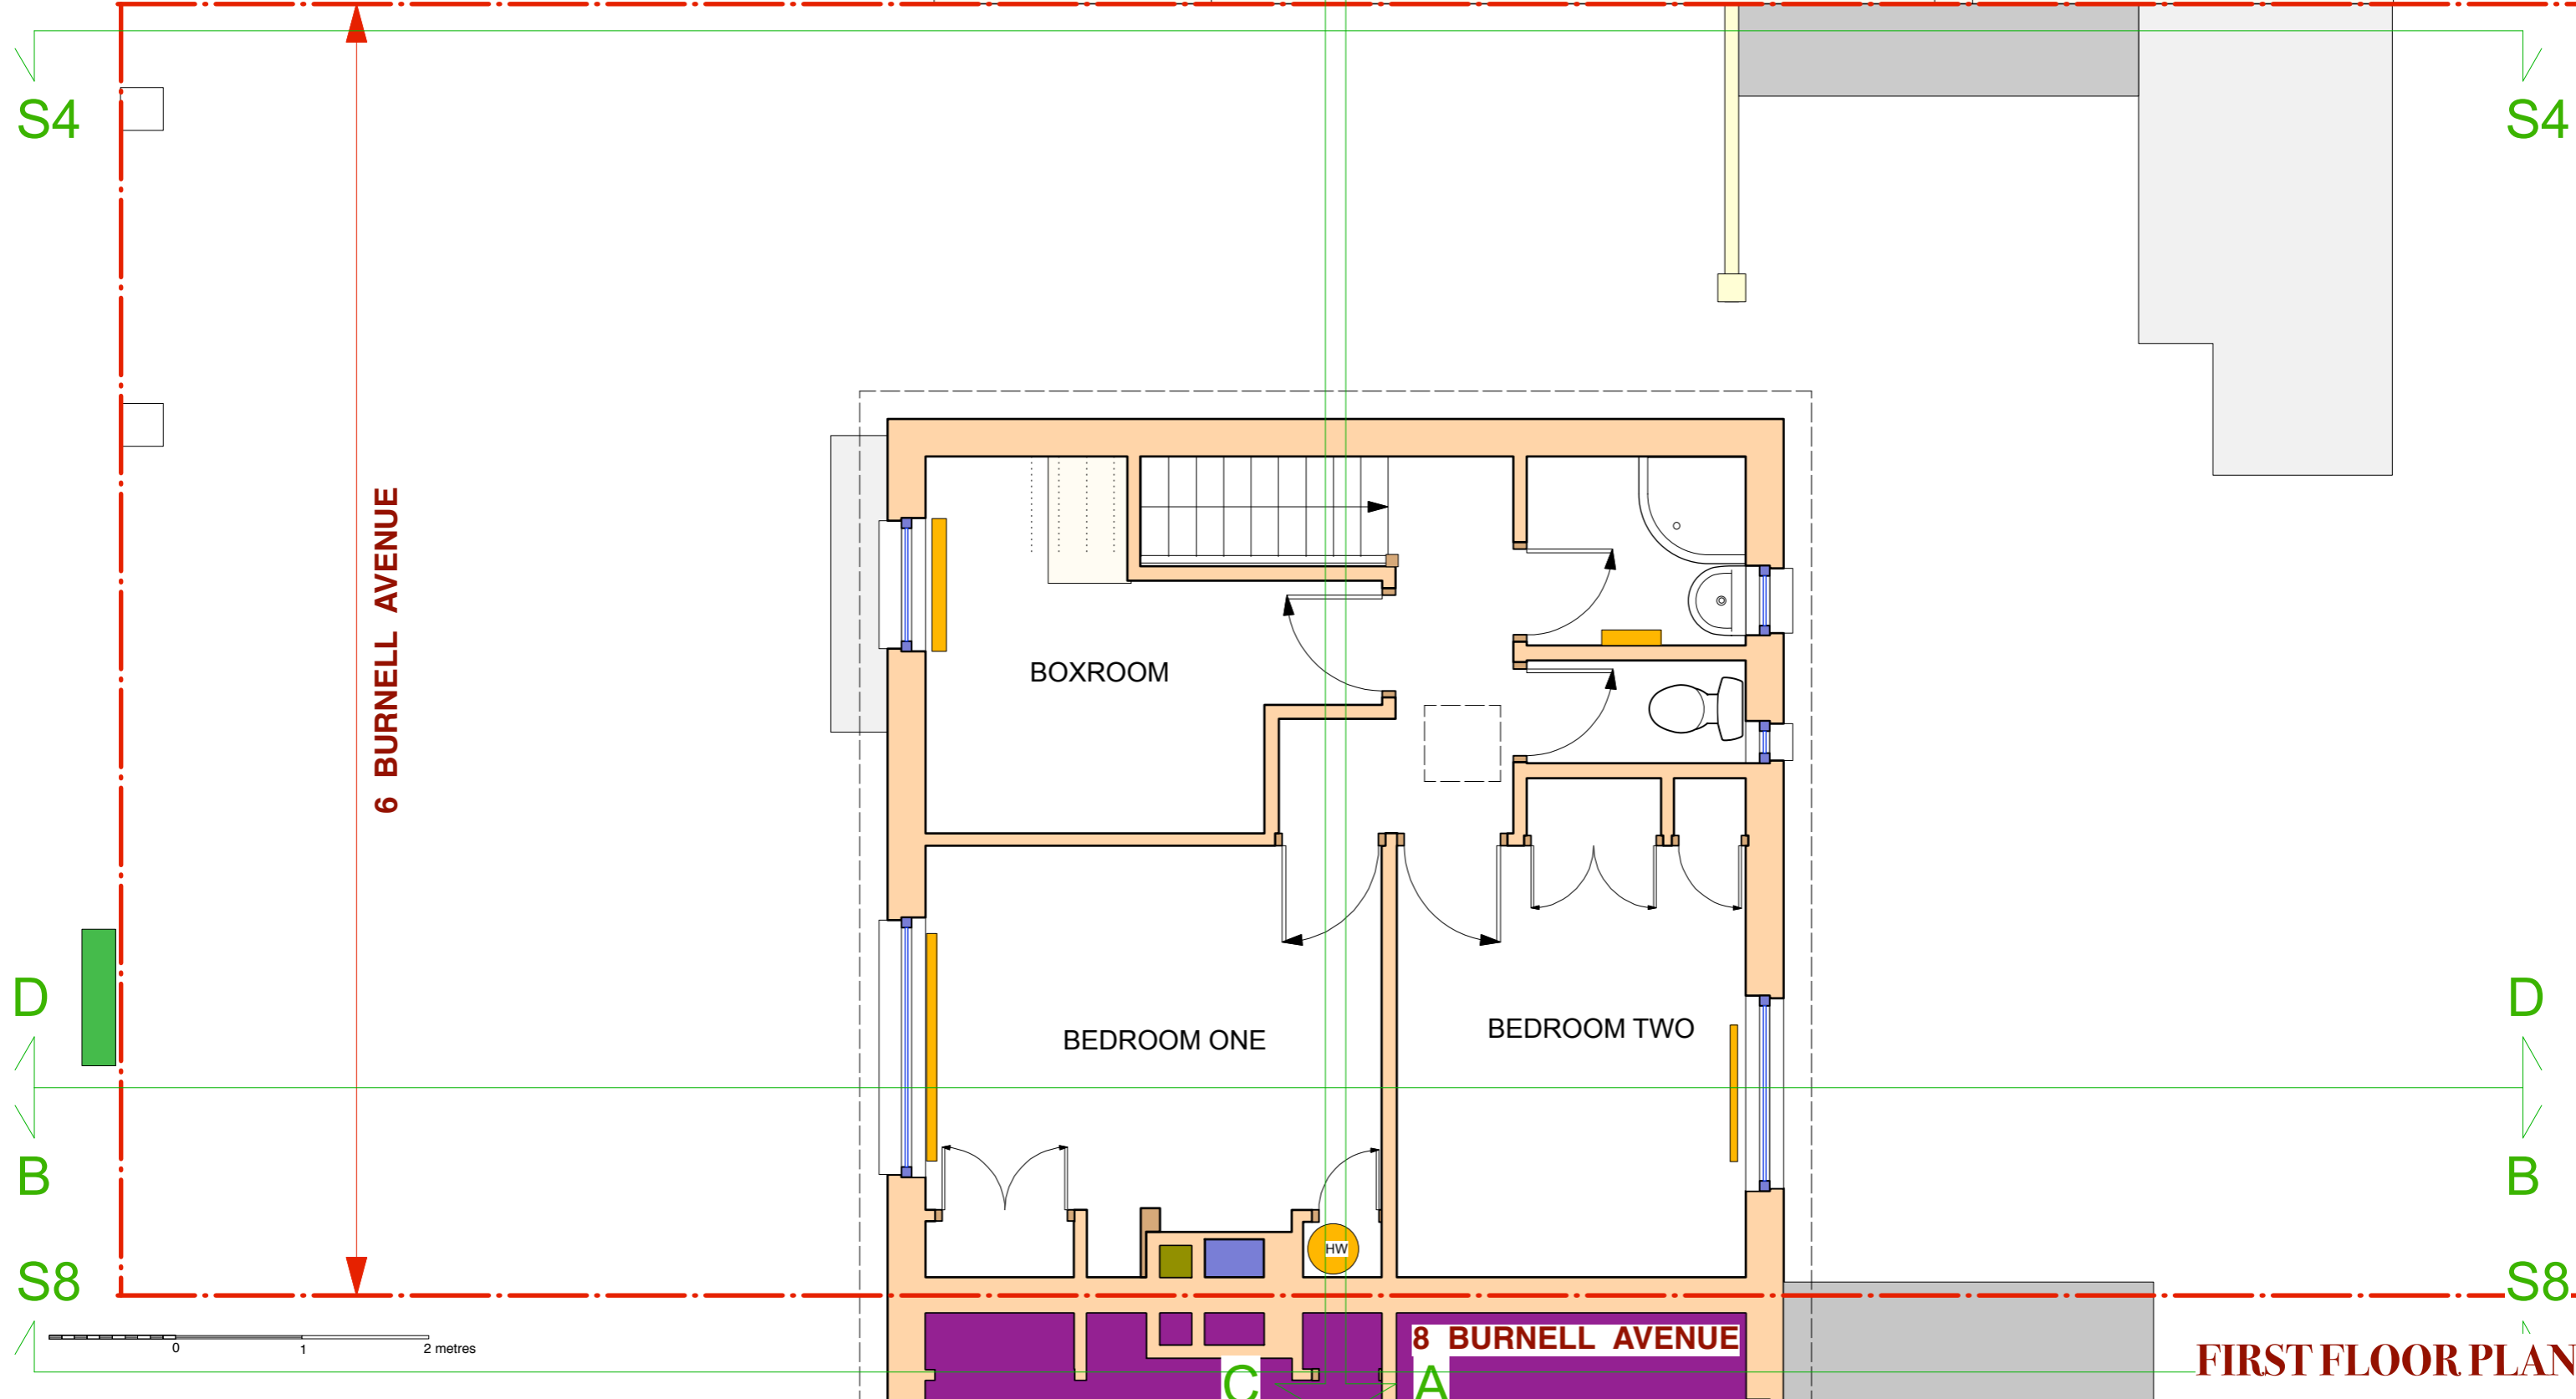 S4
S4
6 BURNELL AVENUE
BOXROOM
D
BEDROOM ONE
BEDROOM TWO
D
B
B
S8
HW
S8
0
1
2 metres
8 BURNELL AVENUE
C
A
FIRST FLOOR PLAN